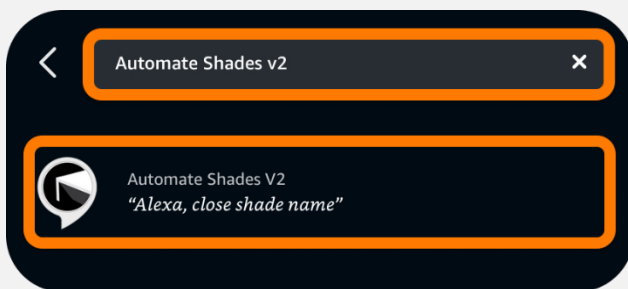 Automate Shades v2
Automate Shades V2
“Alexa, close shade name”